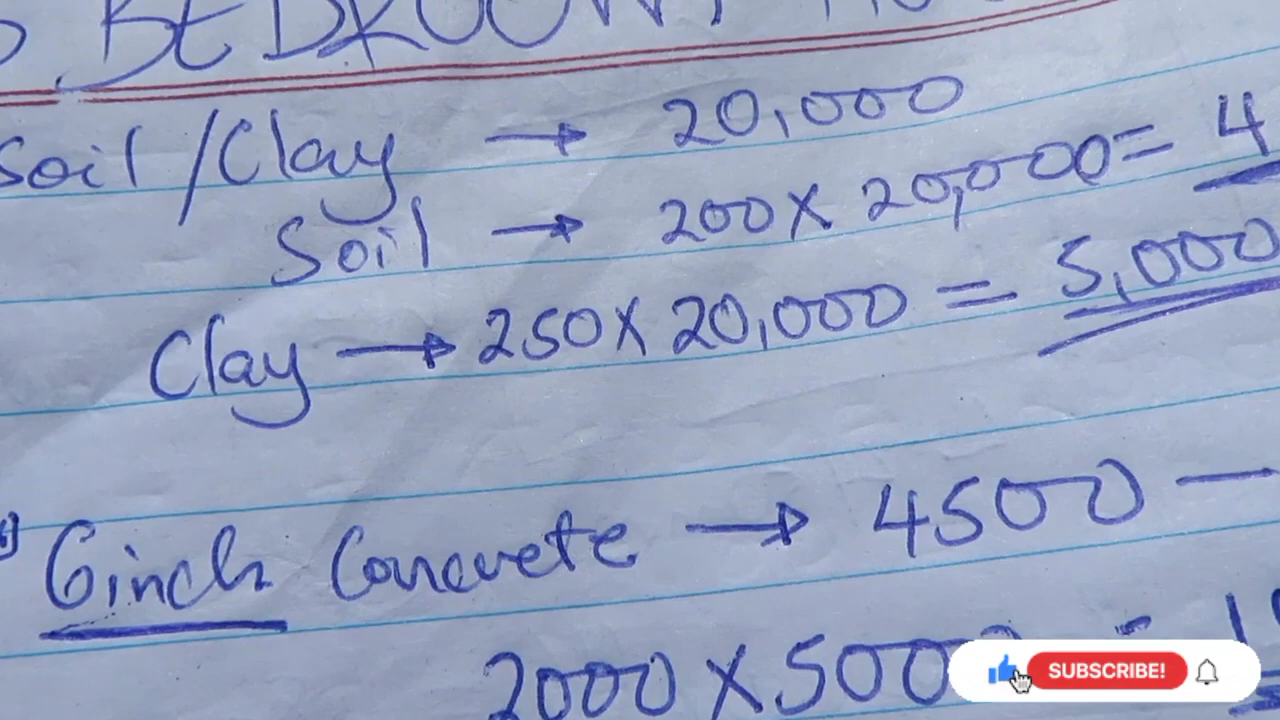 BEDROOM
Soil/Clay → 20,000
Soil → 200 X 20,000 = 4
Clay → 250 X 20,000 = 5,000
6inch Concrete → 4500 —
2000 X 500
SUBSCRIBE!